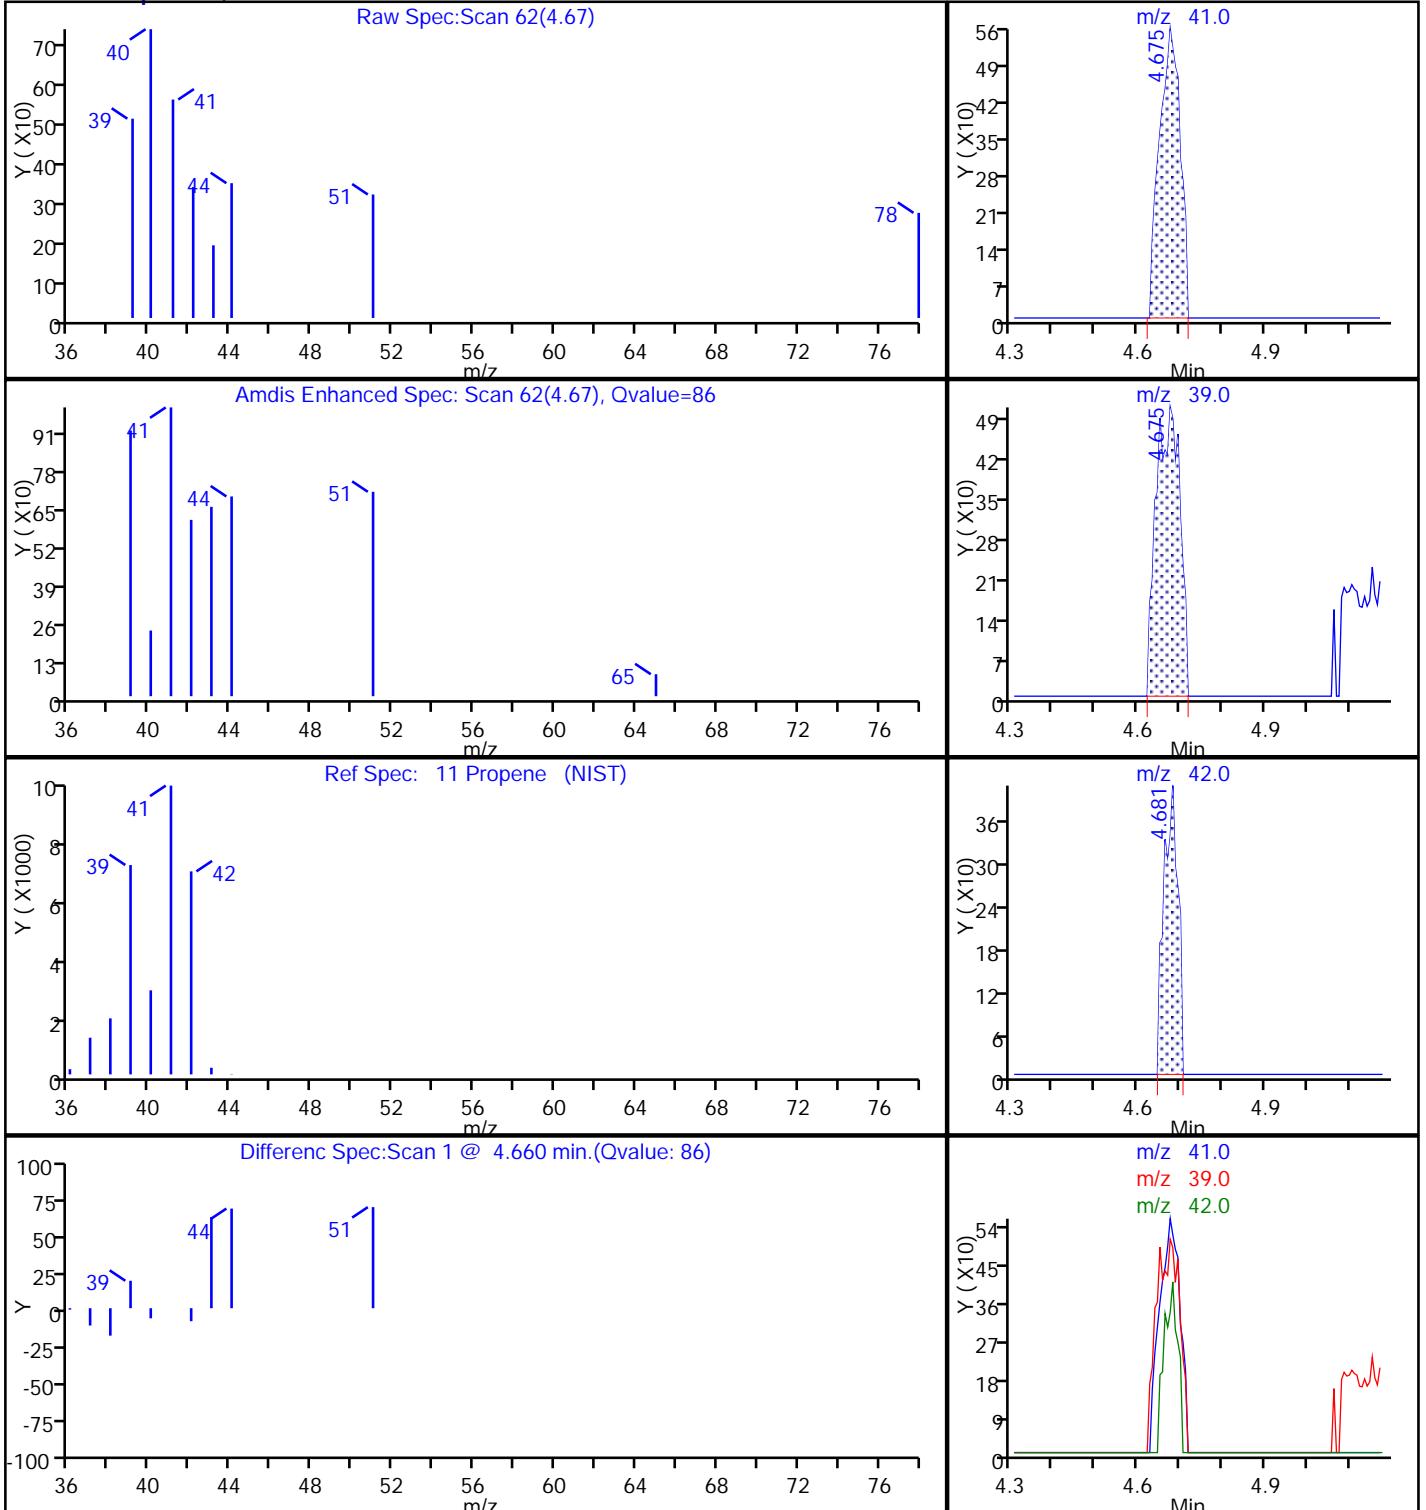 Raw Spec:Scan 62(4.67)
Y ( X10)
70
60
50
40
30
20
10
0
40
39
41
44
51
78
36 40 44 48 52 56 60 64 68 72 76
m/z
m/z 41.0
Y ( X10)
56
49
42
35
28
21
14
7
0
4.675
4.3 4.6 4.9
Min
Amdis Enhanced Spec: Scan 62(4.67), Qvalue=86
Y ( X10)
91
78
65
52
39
26
13
0
41
44
51
65
36 40 44 48 52 56 60 64 68 72 76
m/z
m/z 39.0
Y ( X10)
49
42
35
28
21
14
7
0
4.675
4.3 4.6 4.9
Min
Ref Spec: 11 Propene (NIST)
Y ( X1000)
10
8
6
4
2
0
41
39
42
36 40 44 48 52 56 60 64 68 72 76
m/z
m/z 42.0
Y ( X10)
36
30
24
18
12
6
0
4.681
4.3 4.6 4.9
Min
Differenc Spec:Scan 1 @ 4.660 min.(Qvalue: 86)
Y
100
75
50
25
0
-25
-50
-75
-100
39
44
51
36 40 44 48 52 56 60 64 68 72 76
m/z
m/z 41.0
m/z 39.0
m/z 42.0
Y ( X10)
54
45
36
27
18
9
0
4.3 4.6 4.9
Min